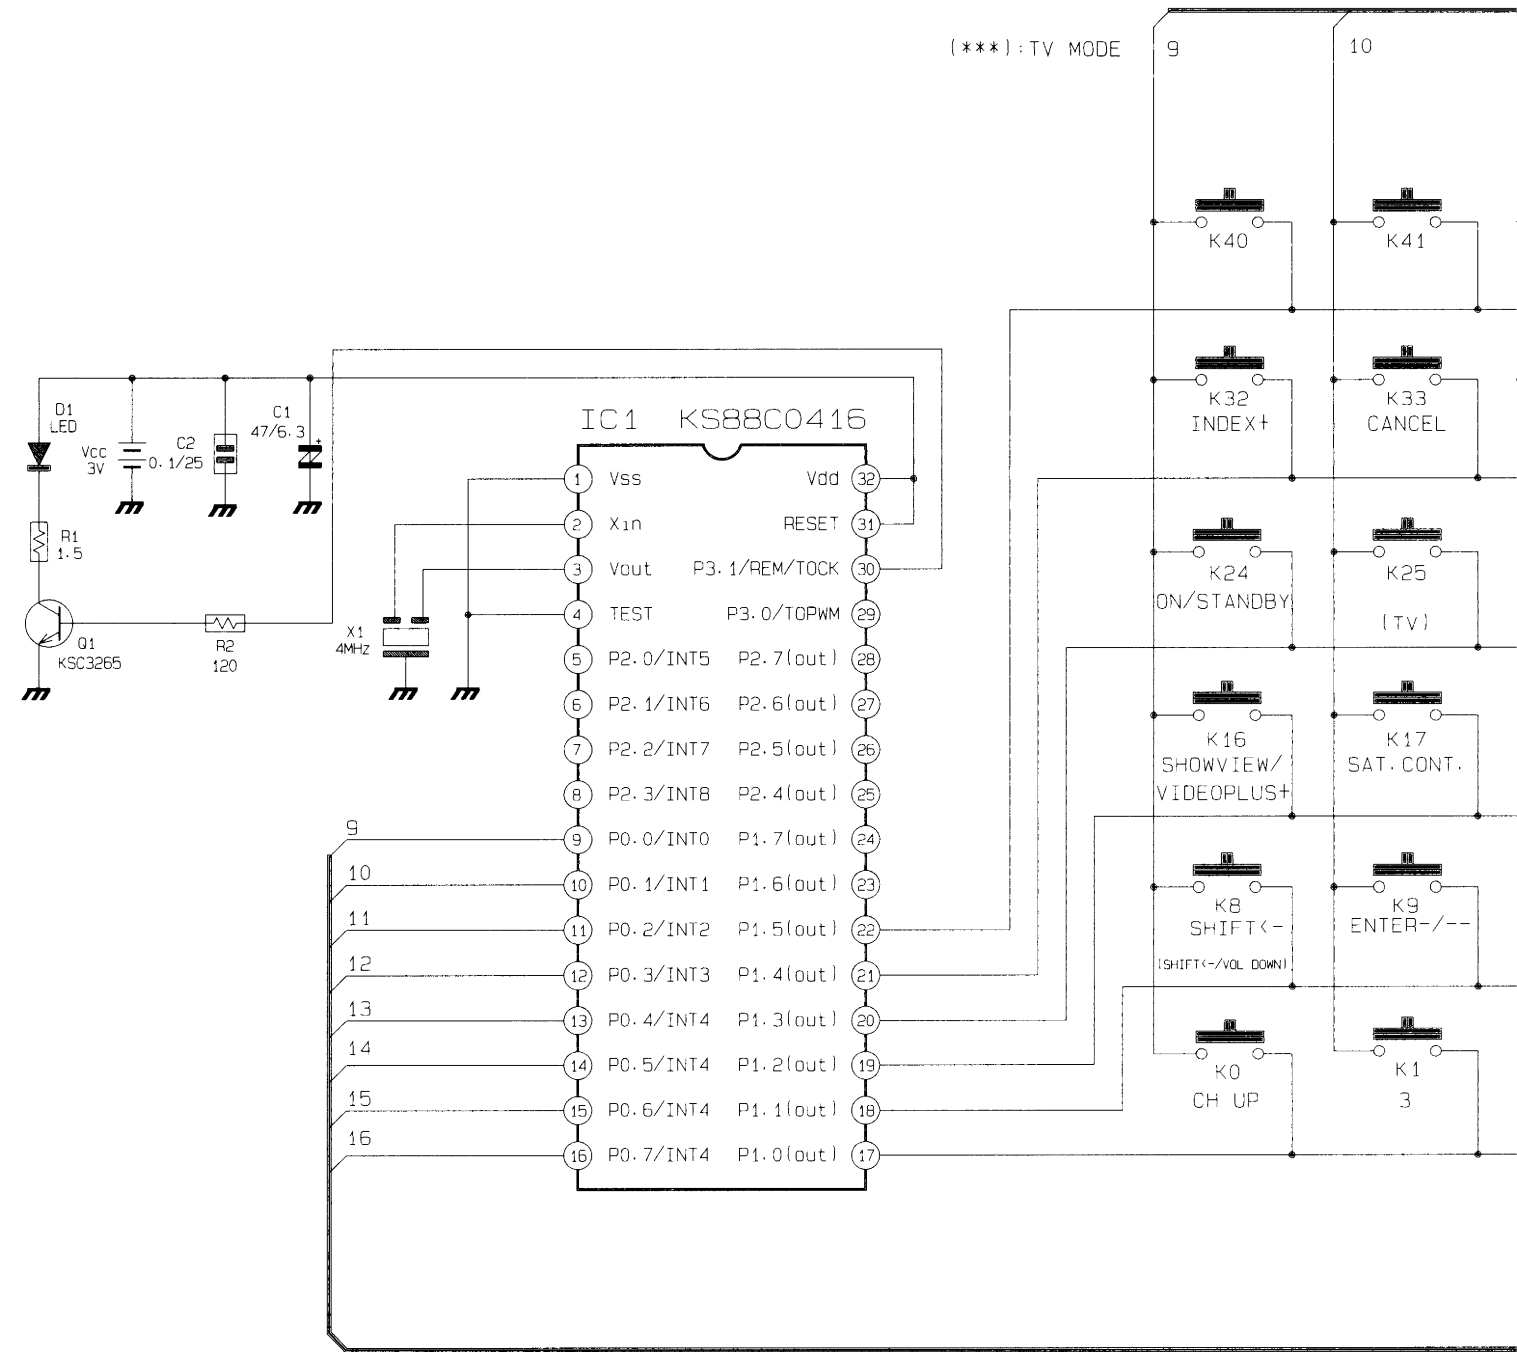 (***):TV MODE
9
10
K40
K41
K32
INDEX+
K33
CANCEL
K24
ON/STANDBY
K25
(TV)
K16
SHOWVIEW/
VIDEOPLUS+
K17
SAT.CONT.
K8
SHIFT<-
(SHIFT<-/VOL DOWN)
K9
ENTER-/--
K0
CH UP
K1
3
D1
LED
Vcc
3V
C2
0.1/25
C1
47/6.3
+
R1
1.5
Q1
KSC3265
R2
120
X1
4MHz
IC1 KS88C0416
1 Vss Vdd 32
2 Xin RESET 31
3 Vout P3.1/REM/TOCK 30
4 TEST P3.0/TOPWM 29
5 P2.0/INT5 P2.7(out) 28
6 P2.1/INT6 P2.6(out) 27
7 P2.2/INT7 P2.5(out) 26
8 P2.3/INT8 P2.4(out) 25
9 9 P0.0/INT0 P1.7(out) 24
10 10 P0.1/INT1 P1.6(out) 23
11 11 P0.2/INT2 P1.5(out) 22
12 12 P0.3/INT3 P1.4(out) 21
13 13 P0.4/INT4 P1.3(out) 20
14 14 P0.5/INT4 P1.2(out) 19
15 15 P0.6/INT4 P1.1(out) 18
16 16 P0.7/INT4 P1.0(out) 17